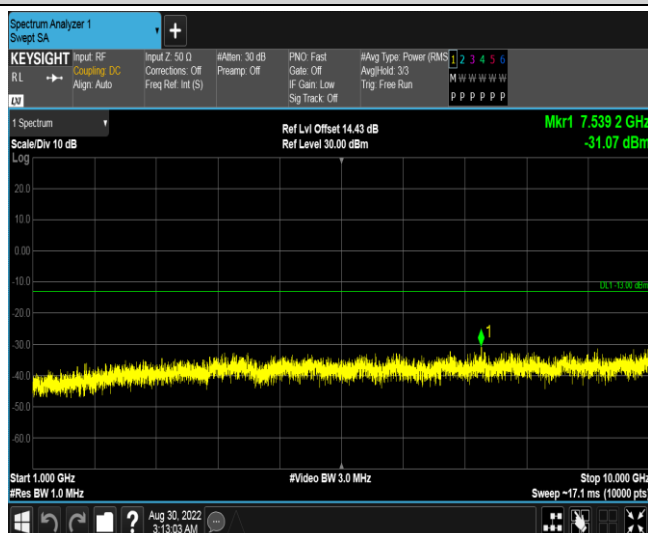 Spectrum Analyzer 1
Swept SA
+
KEYSIGHT
RL
LXI
Input: RF
Coupling: DC
Align: Auto
Input Z: 50 Ω
Corrections: Off
Freq Ref: Int (S)
#Atten: 30 dB
Preamp: Off
PNO: Fast
Gate: Off
IF Gain: Low
Sig Track: Off
#Avg Type: Power (RMS
Avg|Hold: 3/3
Trig: Free Run
1 2 3 4 5 6
M W W W W W
P P P P P P
1 Spectrum
Scale/Div 10 dB
Ref Lvl Offset 14.43 dB
Ref Level 30.00 dBm
Mkr1 7.539 2 GHz
-31.07 dBm
Log
20.0
10.0
0.00
-10.0
DL1 -13.00 dBm
-20.0
-30.0
1
-40.0
-50.0
-60.0
Start 1.000 GHz
#Res BW 1.0 MHz
#Video BW 3.0 MHz
Stop 10.000 GHz
Sweep ~17.1 ms (10000 pts)
?
Aug 30, 2022
3:13:03 AM